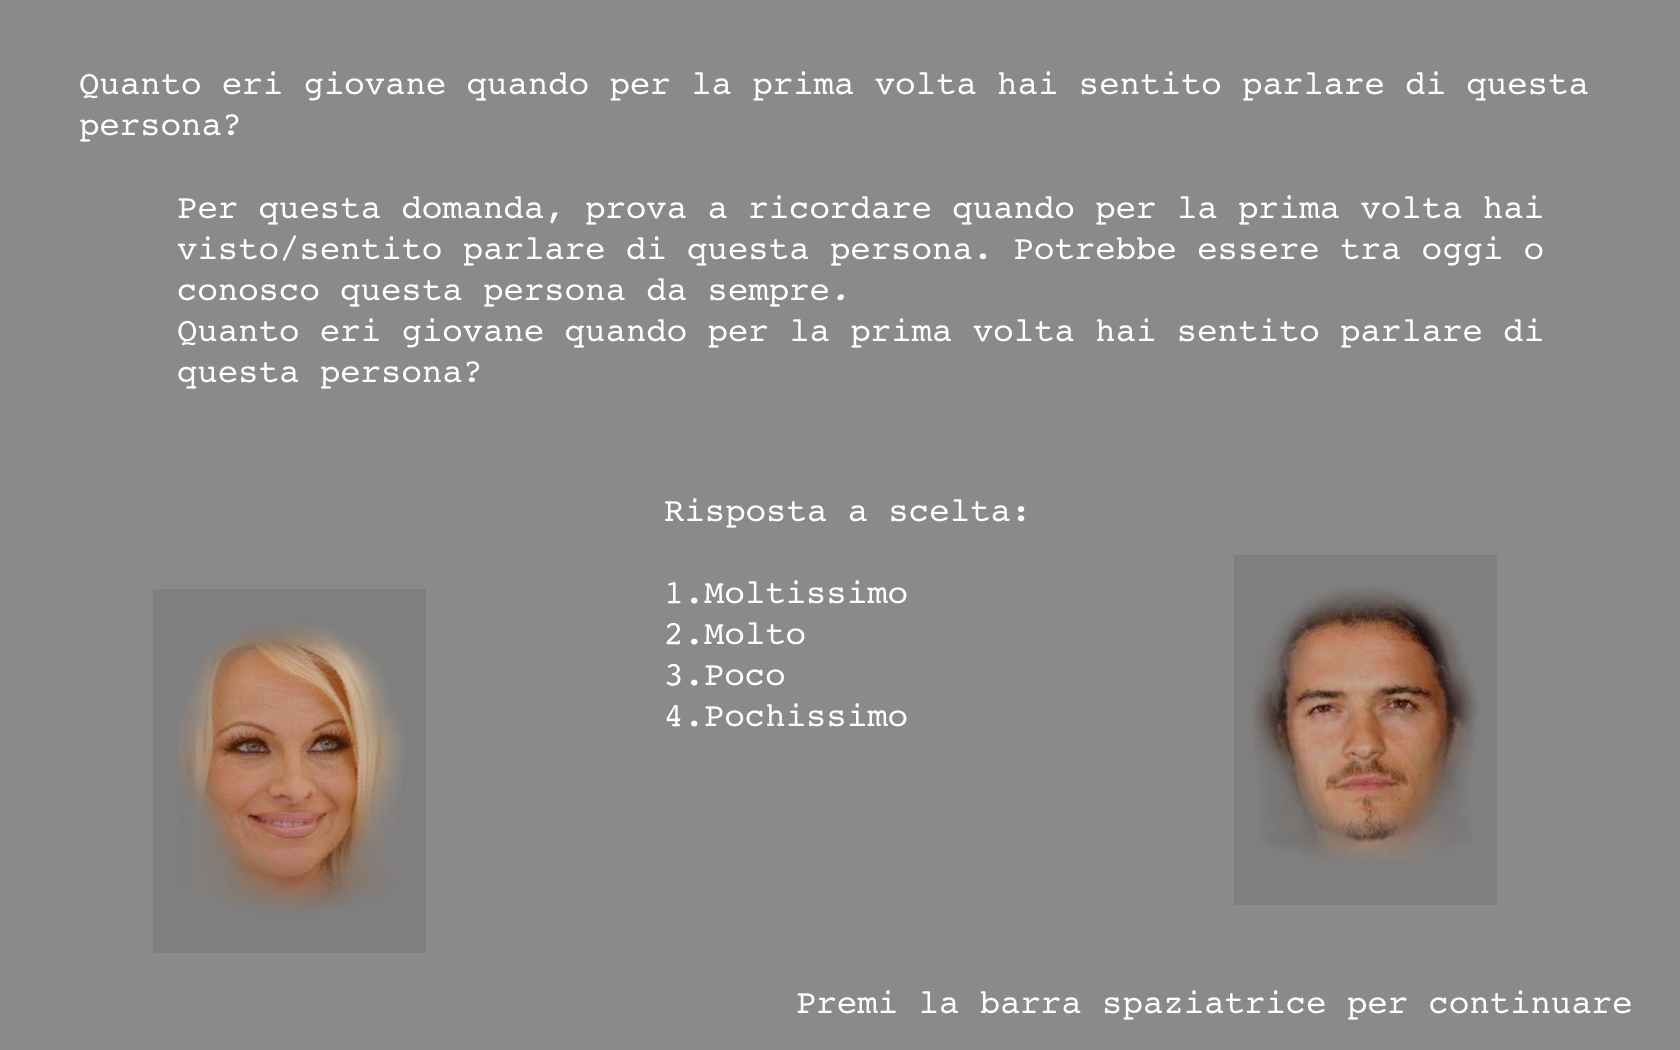 Quanto eri giovane quando per la prima volta hai sentito parlare di questa
persona?
Per questa domanda, prova a ricordare quando per la prima volta hai
visto/sentito parlare di questa persona. Potrebbe essere tra oggi o
conosco questa persona da sempre.
Quanto eri giovane quando per la prima volta hai sentito parlare di
questa persona?
Risposta a scelta:
1.Moltissimo
2.Molto
3.Poco
4.Pochissimo
Premi la barra spaziatrice per continuare